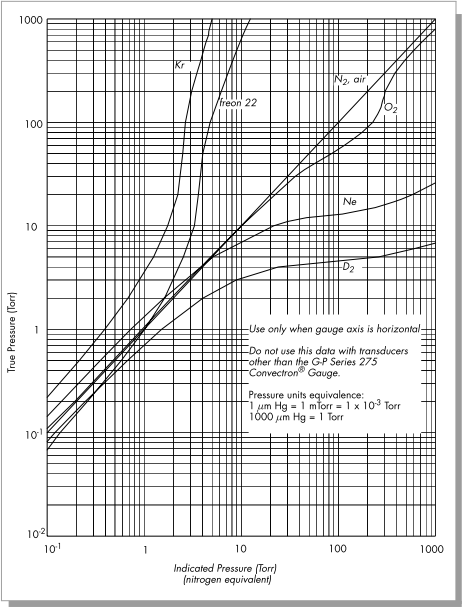 1000
Kr
freon 22
N2, air
O2
100
Ne
10
D2
True Pressure (Torr)
1
Use only when gauge axis is horizontal
Do not use this data with transducers
other than the G-P Series 275
Convectron® Gauge.
Pressure units equivalence:
1 μm Hg = 1 mTorr = 1 x 10-3 Torr
1000 μm Hg = 1 Torr
10-1
10-2
10-1 1 10 100 1000
Indicated Pressure (Torr)
(nitrogen equivalent)